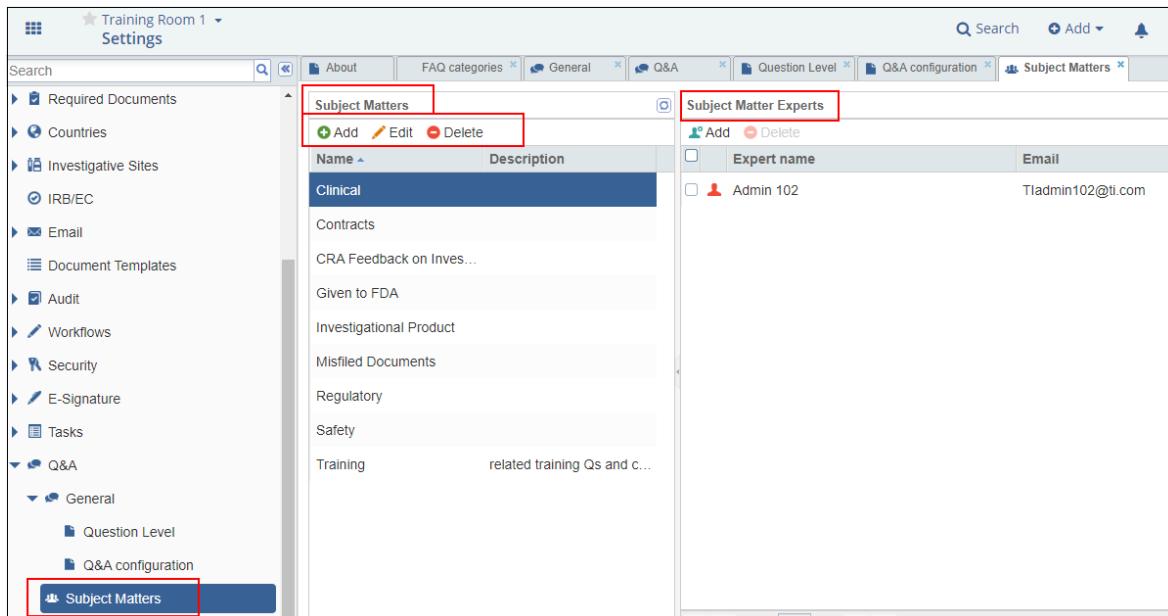 Training Room 1
Settings
Search
Add
Search
About
FAQ categories
General
Q&A
Question Level
Q&A configuration
Subject Matters
Required Documents
Countries
Investigative Sites
IRB/EC
Email
Document Templates
Audit
Workflows
Security
E-Signature
Tasks
Q&A
General
Question Level
Q&A configuration
Subject Matters
Subject Matters
Add Edit Delete
Name Description
Clinical
Contracts
CRA Feedback on Inves...
Given to FDA
Investigational Product
Misfiled Documents
Regulatory
Safety
Training related training Qs and c...
Subject Matter Experts
Add Delete
Expert name Email
Admin 102 TIadmin102@ti.com